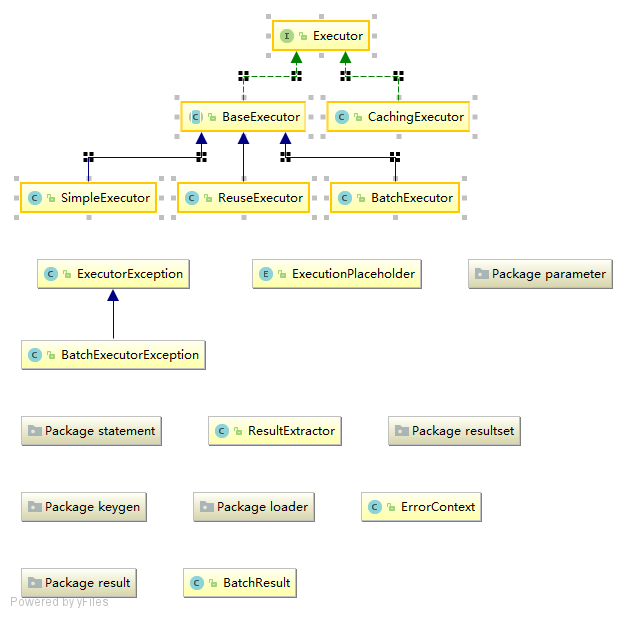 I Executor
C BaseExecutor
C CachingExecutor
C SimpleExecutor
C ReuseExecutor
C BatchExecutor
C ExecutorException
E ExecutionPlaceholder
Package parameter
C BatchExecutorException
Package statement
C ResultExtractor
Package resultset
Package keygen
Package loader
C ErrorContext
Package result
C BatchResult
Powered by yFiles